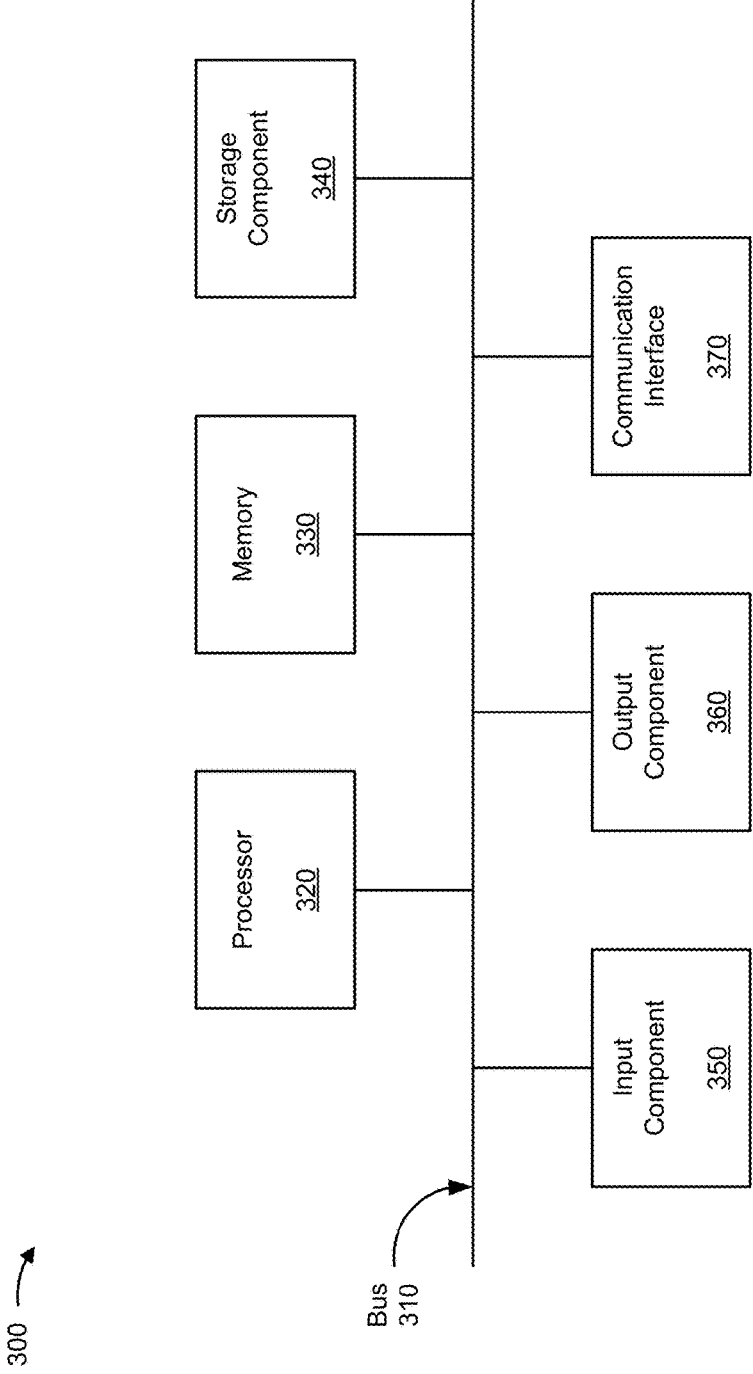 300
Bus
310
Processor
320
Memory
330
Storage
Component
340
Input
Component
350
Output
Component
360
Communication
Interface
370